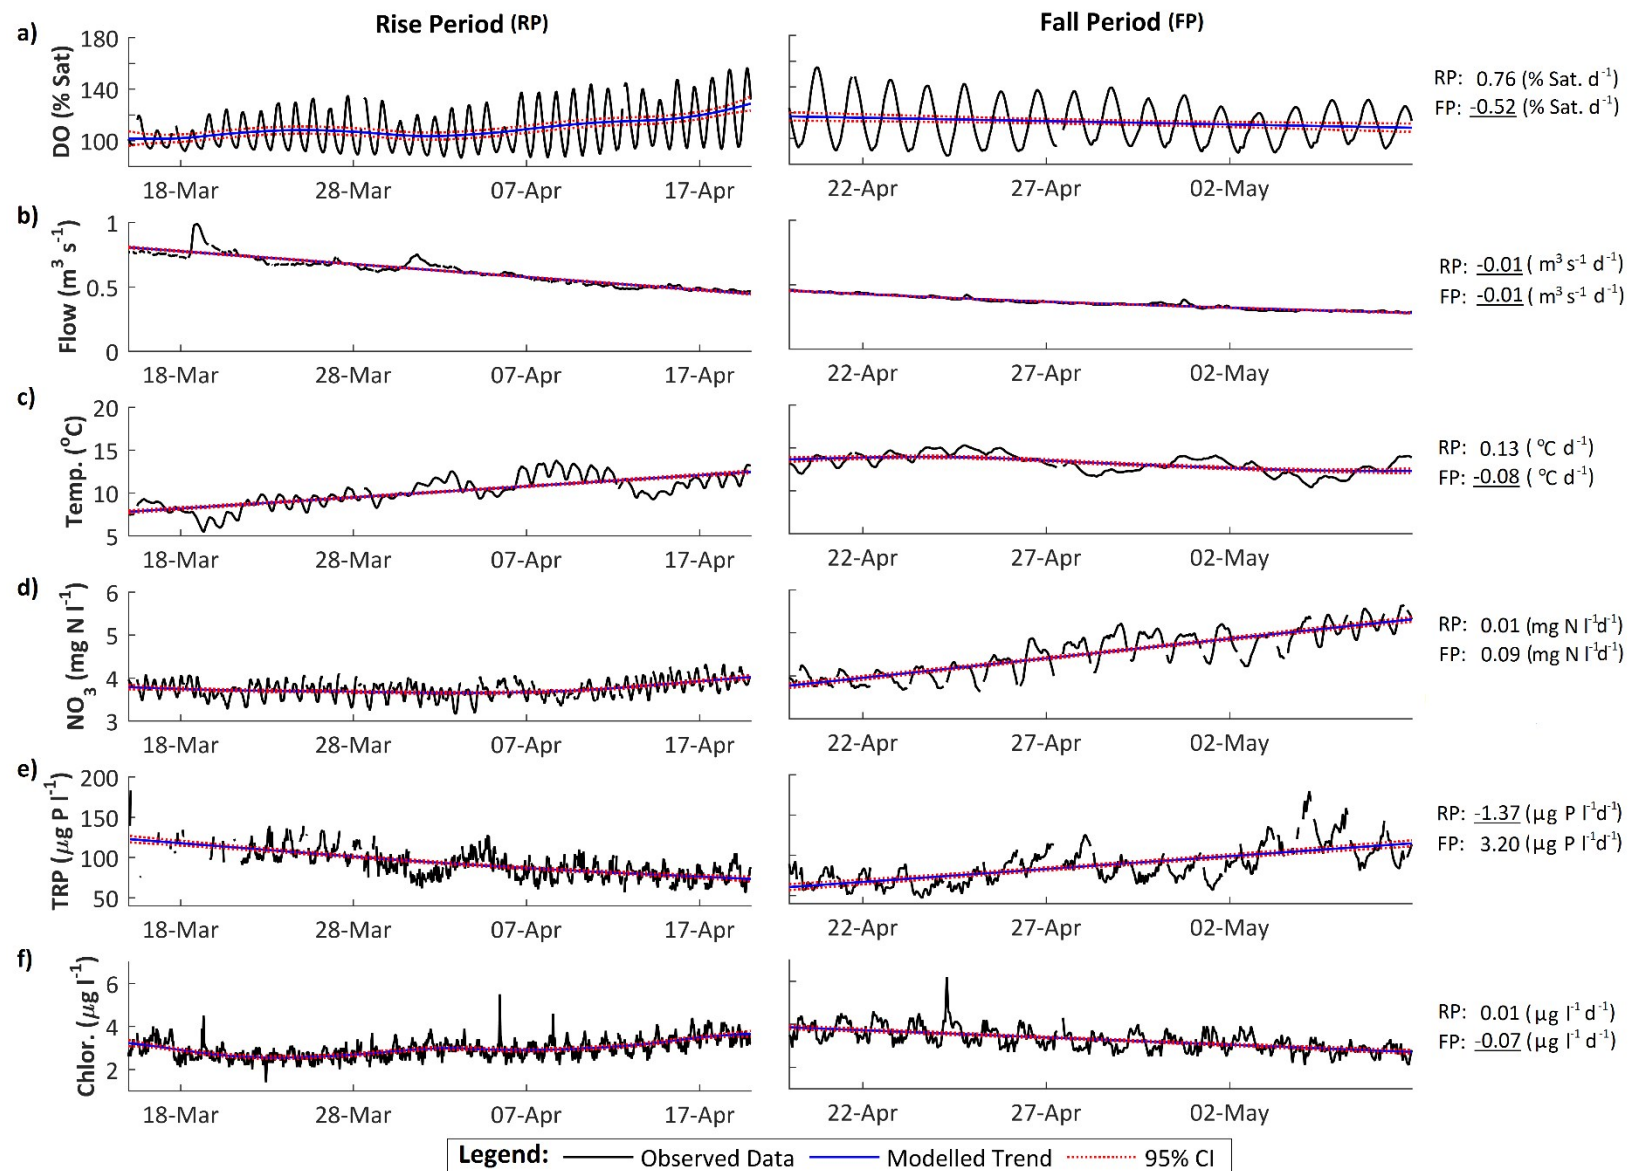 Rise Period (RP)
Fall Period (FP)
a)
DO (% Sat)
180
140
100
18-Mar 28-Mar 07-Apr 17-Apr
22-Apr 27-Apr 02-May
RP: 0.76 (% Sat. d⁻¹)
FP: -0.52 (% Sat. d⁻¹)
b)
Flow (m³ s⁻¹)
1
0.5
0
18-Mar 28-Mar 07-Apr 17-Apr
22-Apr 27-Apr 02-May
RP: -0.01 ( m³ s⁻¹ d⁻¹)
FP: -0.01 ( m³ s⁻¹ d⁻¹)
c)
Temp. (°C)
20
15
10
5
18-Mar 28-Mar 07-Apr 17-Apr
22-Apr 27-Apr 02-May
RP: 0.13 ( °C d⁻¹)
FP: -0.08 ( °C d⁻¹)
d)
NO₃ (mg N l⁻¹)
6
5
4
3
18-Mar 28-Mar 07-Apr 17-Apr
22-Apr 27-Apr 02-May
RP: 0.01 (mg N l⁻¹d⁻¹)
FP: 0.09 (mg N l⁻¹d⁻¹)
e)
TRP (µg P l⁻¹)
200
150
100
50
18-Mar 28-Mar 07-Apr 17-Apr
22-Apr 27-Apr 02-May
RP: -1.37 (µg P l⁻¹d⁻¹)
FP: 3.20 (µg P l⁻¹d⁻¹)
f)
Chlor. (µg l⁻¹)
6
4
2
18-Mar 28-Mar 07-Apr 17-Apr
22-Apr 27-Apr 02-May
RP: 0.01 (µg l⁻¹ d⁻¹)
FP: -0.07 (µg l⁻¹ d⁻¹)
Legend: Observed Data Modelled Trend 95% CI